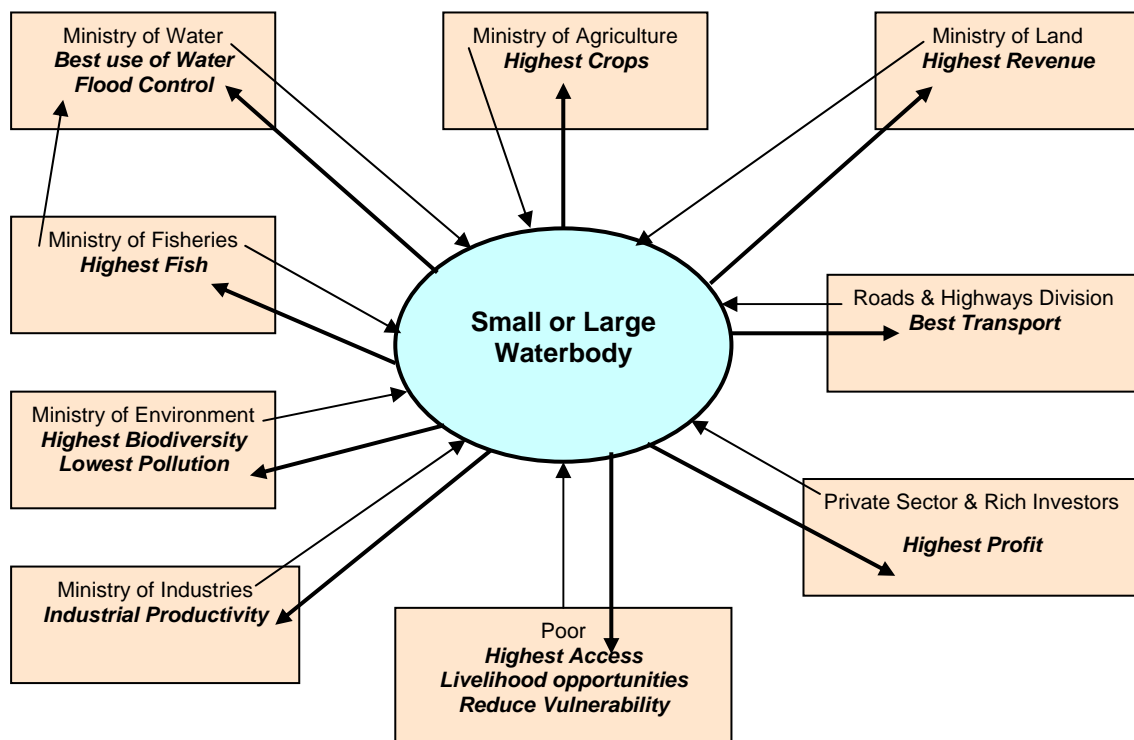 Ministry of Water
Best use of Water
Flood Control
Ministry of Agriculture
Highest Crops
Ministry of Land
Highest Revenue
Ministry of Fisheries
Highest Fish
Small or Large
Waterbody
Roads & Highways Division
Best Transport
Ministry of Environment
Highest Biodiversity
Lowest Pollution
Private Sector & Rich Investors
Highest Profit
Ministry of Industries
Industrial Productivity
Poor
Highest Access
Livelihood opportunities
Reduce Vulnerability